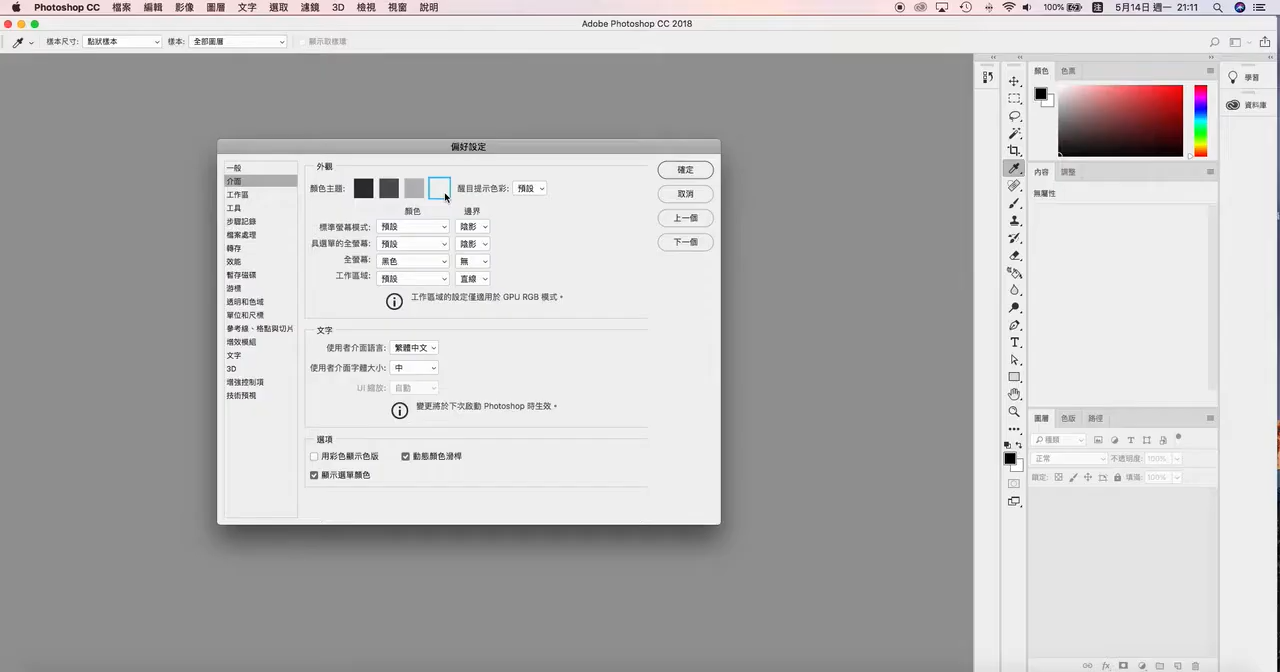 Photoshop CC 檔案 編輯 影像 圖層 文字 選取 濾鏡 3D 檢視 視窗 說明 100% 注 5月14日 週一 21:11
Adobe Photoshop CC 2018
樣本尺寸: 點狀樣本 樣本: 全部圖層 顯示取樣環
顏色 色票
學習
資料庫
內容 調整
無屬性
偏好設定
一般
介面
工作區
工具
步驟記錄
檔案處理
轉存
效能
暫存磁碟
游標
透明和色域
單位和尺標
參考線、格點與切片
增效模組
文字
3D
增強控制項
技術預視
外觀
顏色主題: 醒目提示色彩: 預設
顏色 邊界
標準螢幕模式: 預設 陰影
具選單的全螢幕: 預設 陰影
全螢幕: 黑色 無
工作區域: 預設 直線
工作區域的設定僅適用於 GPU RGB 模式。
文字
使用者介面語言: 繁體中文
使用者介面字體大小: 中
UI 縮放: 自動
變更將於下次啟動 Photoshop 時生效。
選項
用彩色顯示色版 動態顏色滑桿
顯示選單顏色
確定
取消
上一個
下一個
圖層 色版 路徑
種類
正常 不透明度: 100%
鎖定: 填滿: 100%